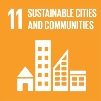 11 SUSTAINABLE CITIES
AND COMMUNITIES